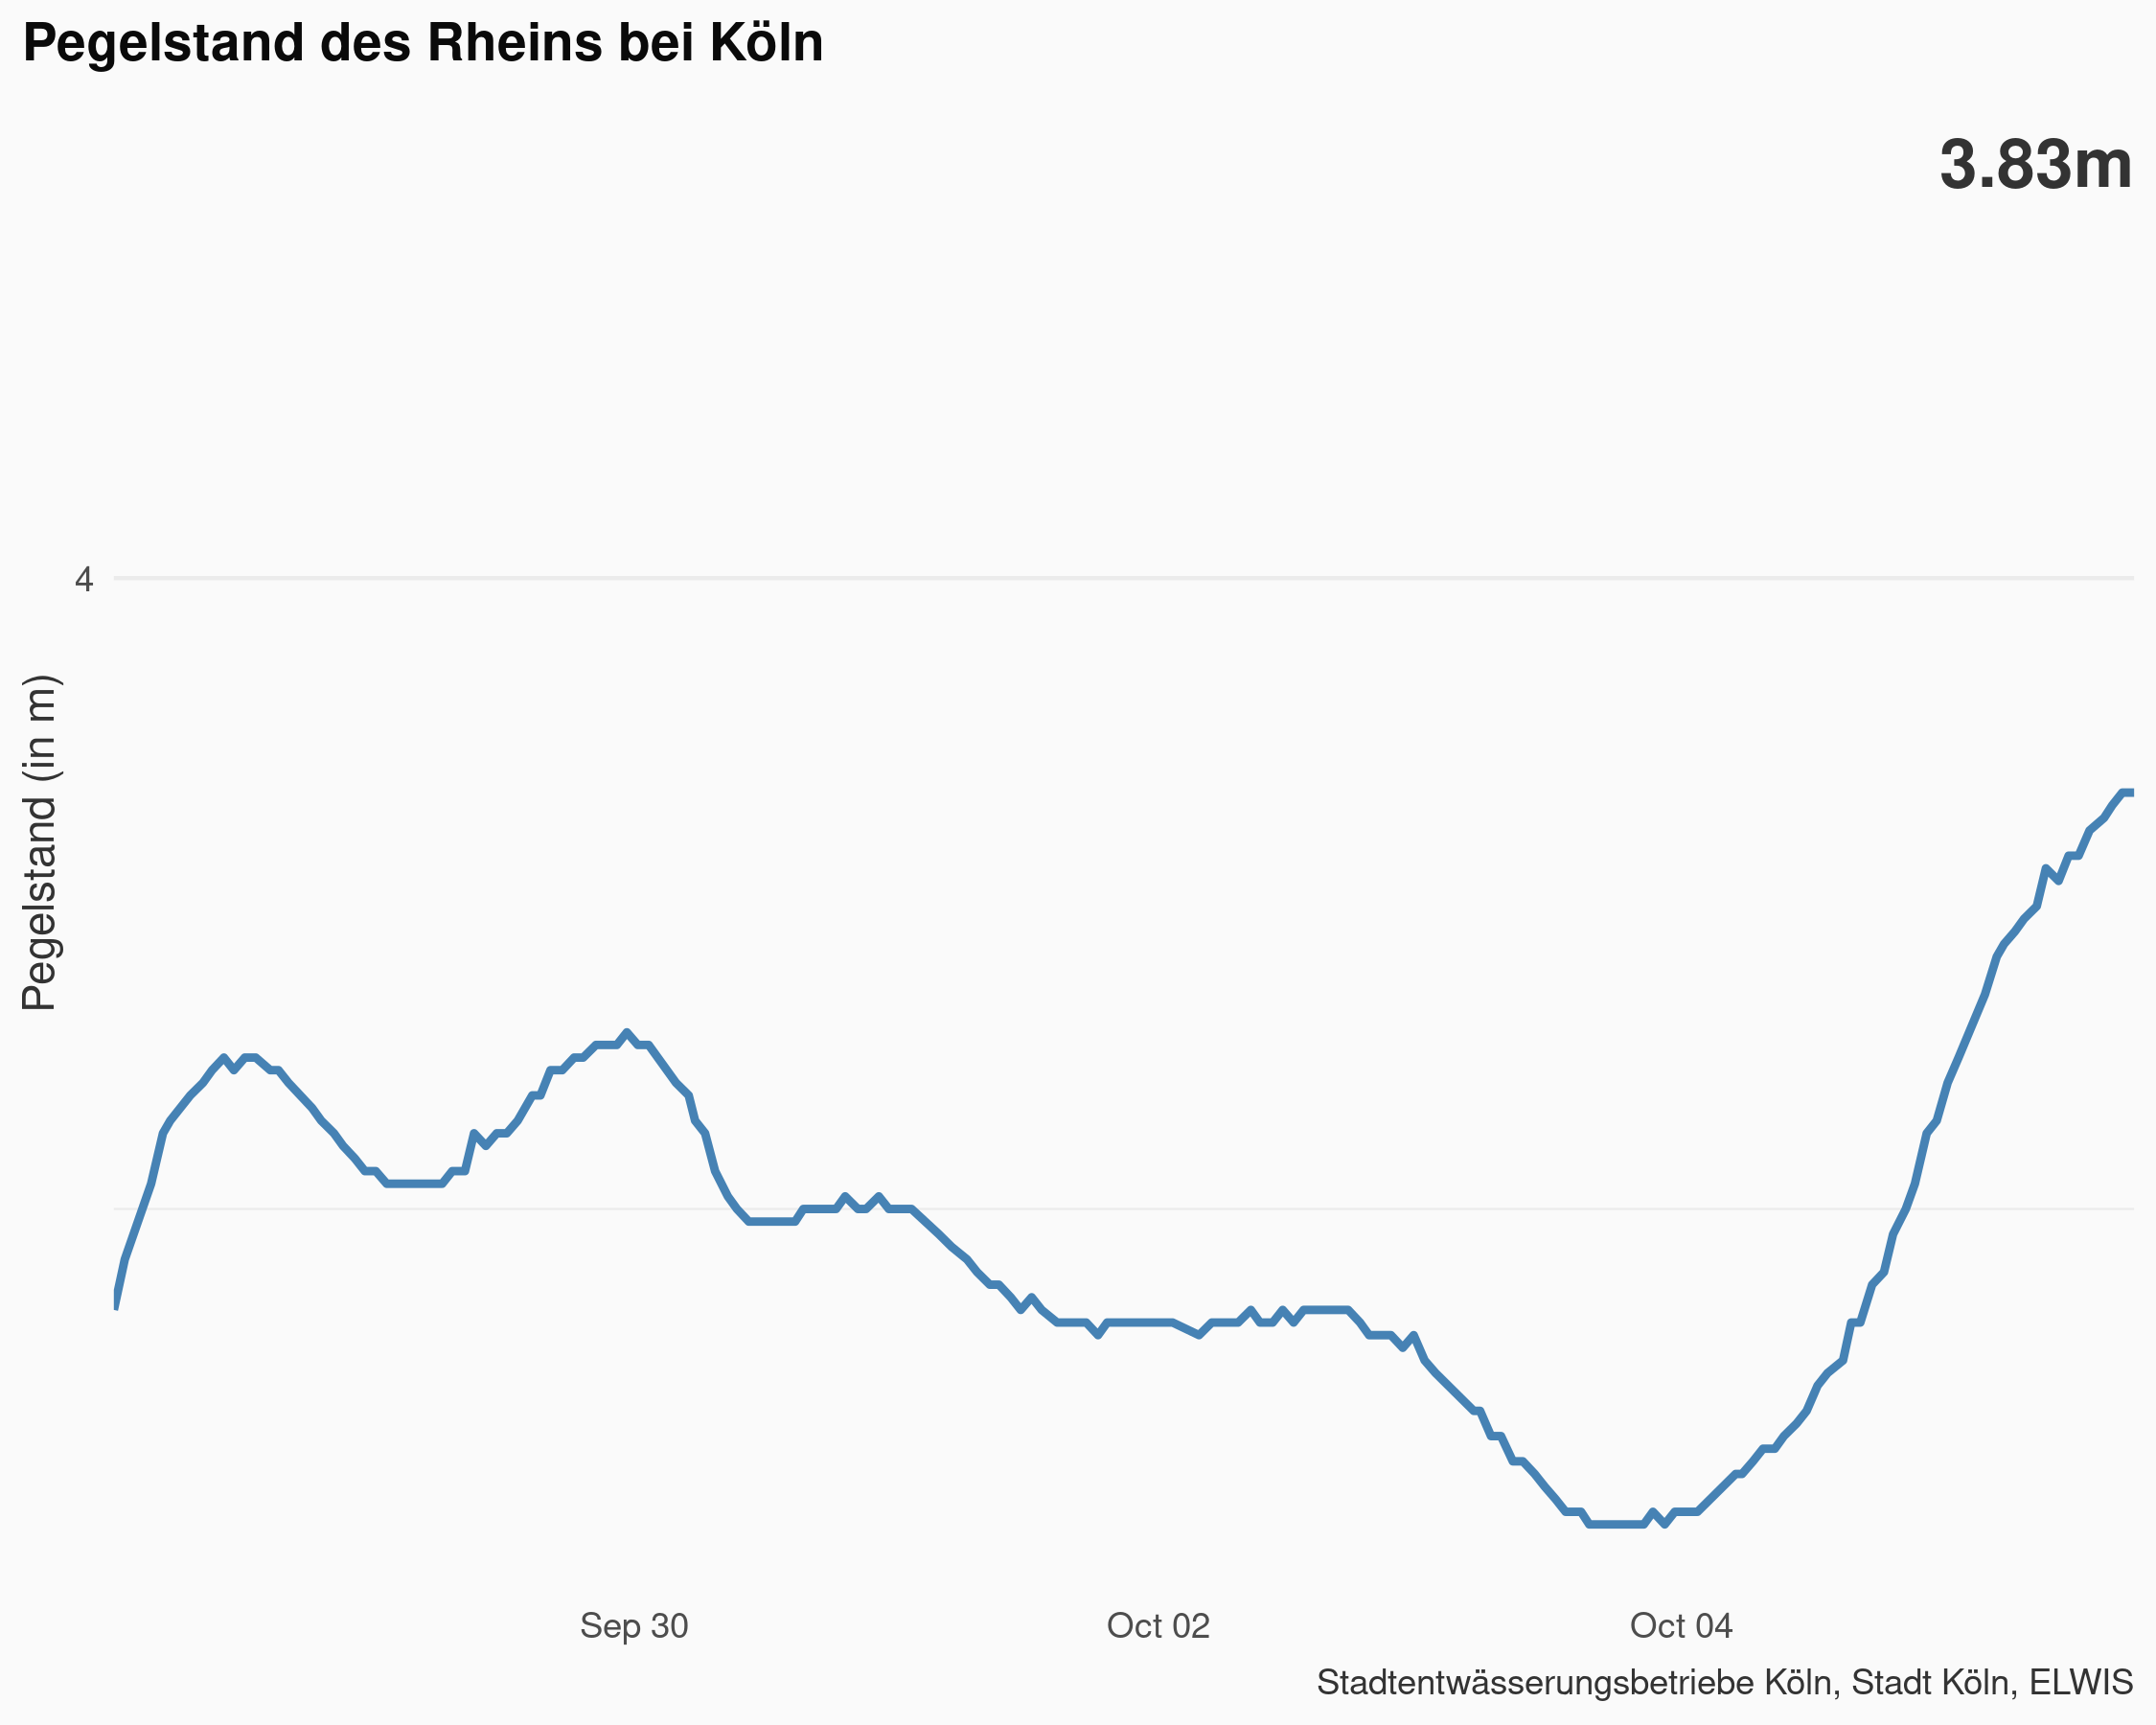 Pegelstand des Rheins bei Köln
3.83m
4
Pegelstand (in m)
Sep 30
Oct 02
Oct 04
Stadtentwässerungsbetriebe Köln, Stadt Köln, ELWIS